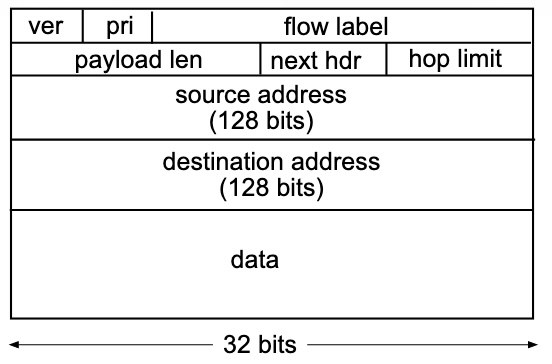 ver pri flow label
payload len next hdr hop limit
source address
(128 bits)
destination address
(128 bits)
data
32 bits